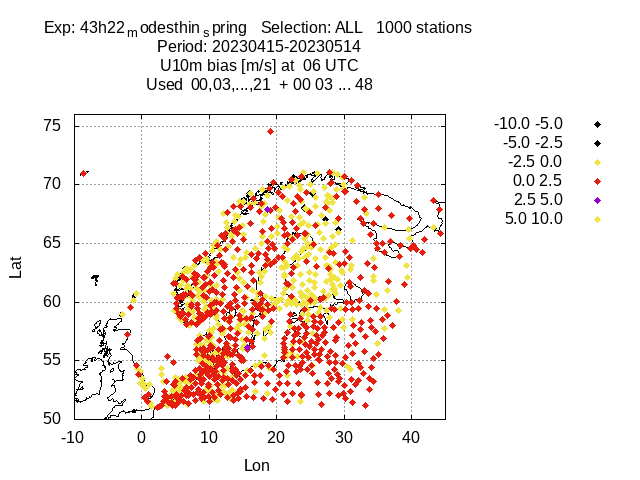 Exp: 43h22modesthinspring   Selection: ALL   1000 stations
Period: 20230415-20230514
U10m bias [m/s] at  06 UTC
Used  00,03,...,21  + 00 03 ... 48
-10.0 -5.0
-5.0 -2.5
-2.5 0.0
0.0 2.5
2.5 5.0
5.0 10.0
75
70
65
60
55
50
Lat
-10 0 10 20 30 40
Lon